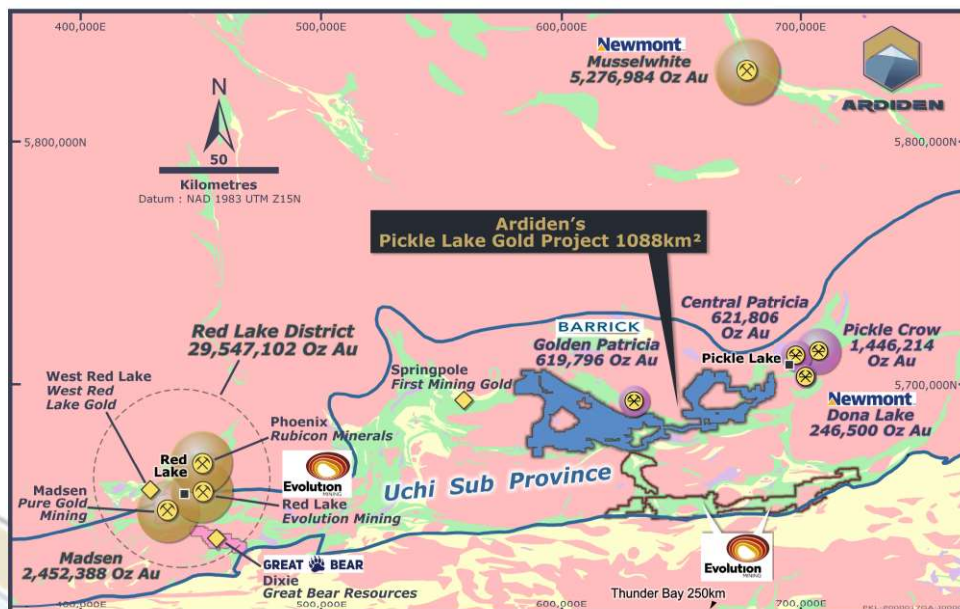 400,000E
500,000E
600,000E
700,000E
Newmont
Musselwhite
5,276,984 Oz Au
ARDIDEN
5,800,000N
5,800,000N
N
50
Kilometres
Datum : NAD 1983 UTM Z15N
Ardiden's
Pickle Lake Gold Project 1088km²
Red Lake District
29,547,102 Oz Au
BARRICK
Golden Patricia
619,796 Oz Au
Central Patricia
621,806
Oz Au
Pickle Lake
Pickle Crow
1,446,214
Oz Au
5,700,000N
Newmont
Dona Lake
246,500 Oz Au
Springpole
First Mining Gold
West Red Lake
West Red
Lake Gold
Phoenix
Rubicon Minerals
Red
Lake
Evolution
MINING
Madsen
Pure Gold
Mining
Red Lake
Evolution Mining
Uchi Sub Province
Madsen
2,452,388 Oz Au
GREAT BEAR
Dixie
Great Bear Resources
Evolution
MINING
Thunder Bay 250km
400,000E
500,000E
600,000E
700,000E